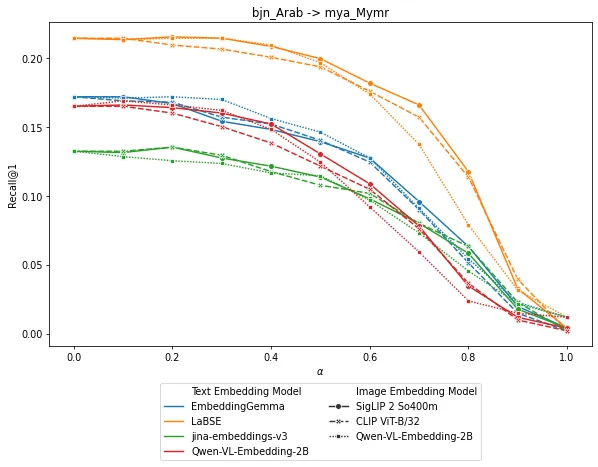 bjn_Arab -> mya_Mymr
Recall@1
0.20
0.15
0.10
0.05
0.00
0.0 0.2 0.4 0.6 0.8 1.0
α
Text Embedding Model
EmbeddingGemma
LaBSE
jina-embeddings-v3
Qwen-VL-Embedding-2B
Image Embedding Model
SigLIP 2 So400m
CLIP ViT-B/32
Qwen-VL-Embedding-2B